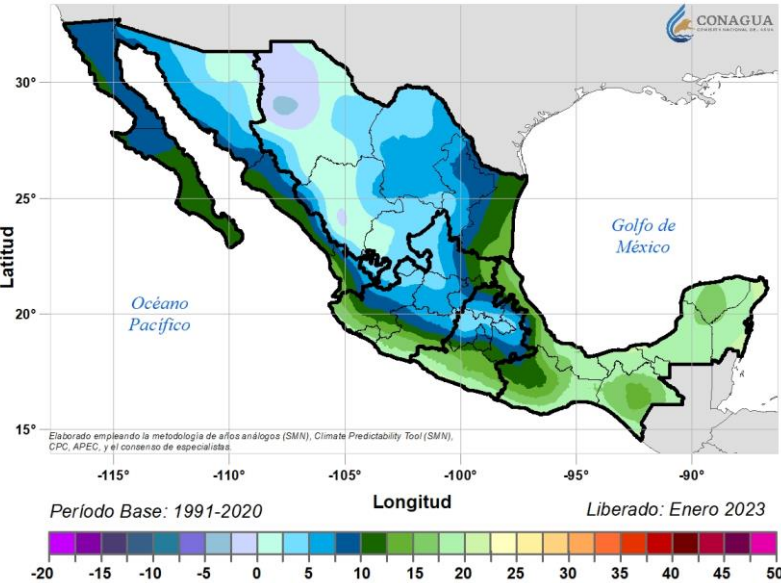 CONAGUA
COMISIÓN NACIONAL DEL AGUA
30°
25°
20°
15°
Latitud
Golfo de
México
Océano
Pacífico
Elaborado empleando la metodología de años análogos (SMN), Climate Predictability Tool (SMN),
CPC, APEC, y el consenso de especialistas.
-115° -110° -105° -100° -95° -90°
Longitud
Período Base: 1991-2020 Liberado: Enero 2023
-20 -15 -10 -5 0 5 10 15 20 25 30 35 40 45 50